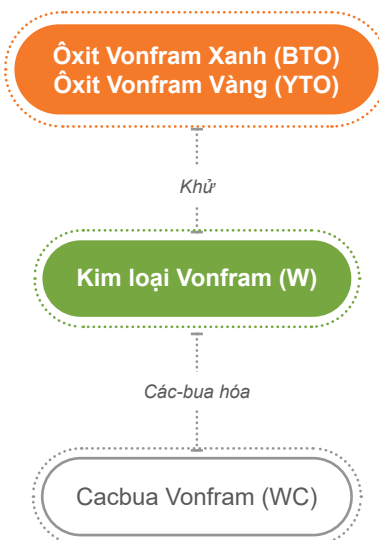 Ôxit Vonfram Xanh (BTO)
Ôxit Vonfram Vàng (YTO)
Khử
Kim loại Vonfram (W)
Các-bua hóa
Cacbua Vonfram (WC)